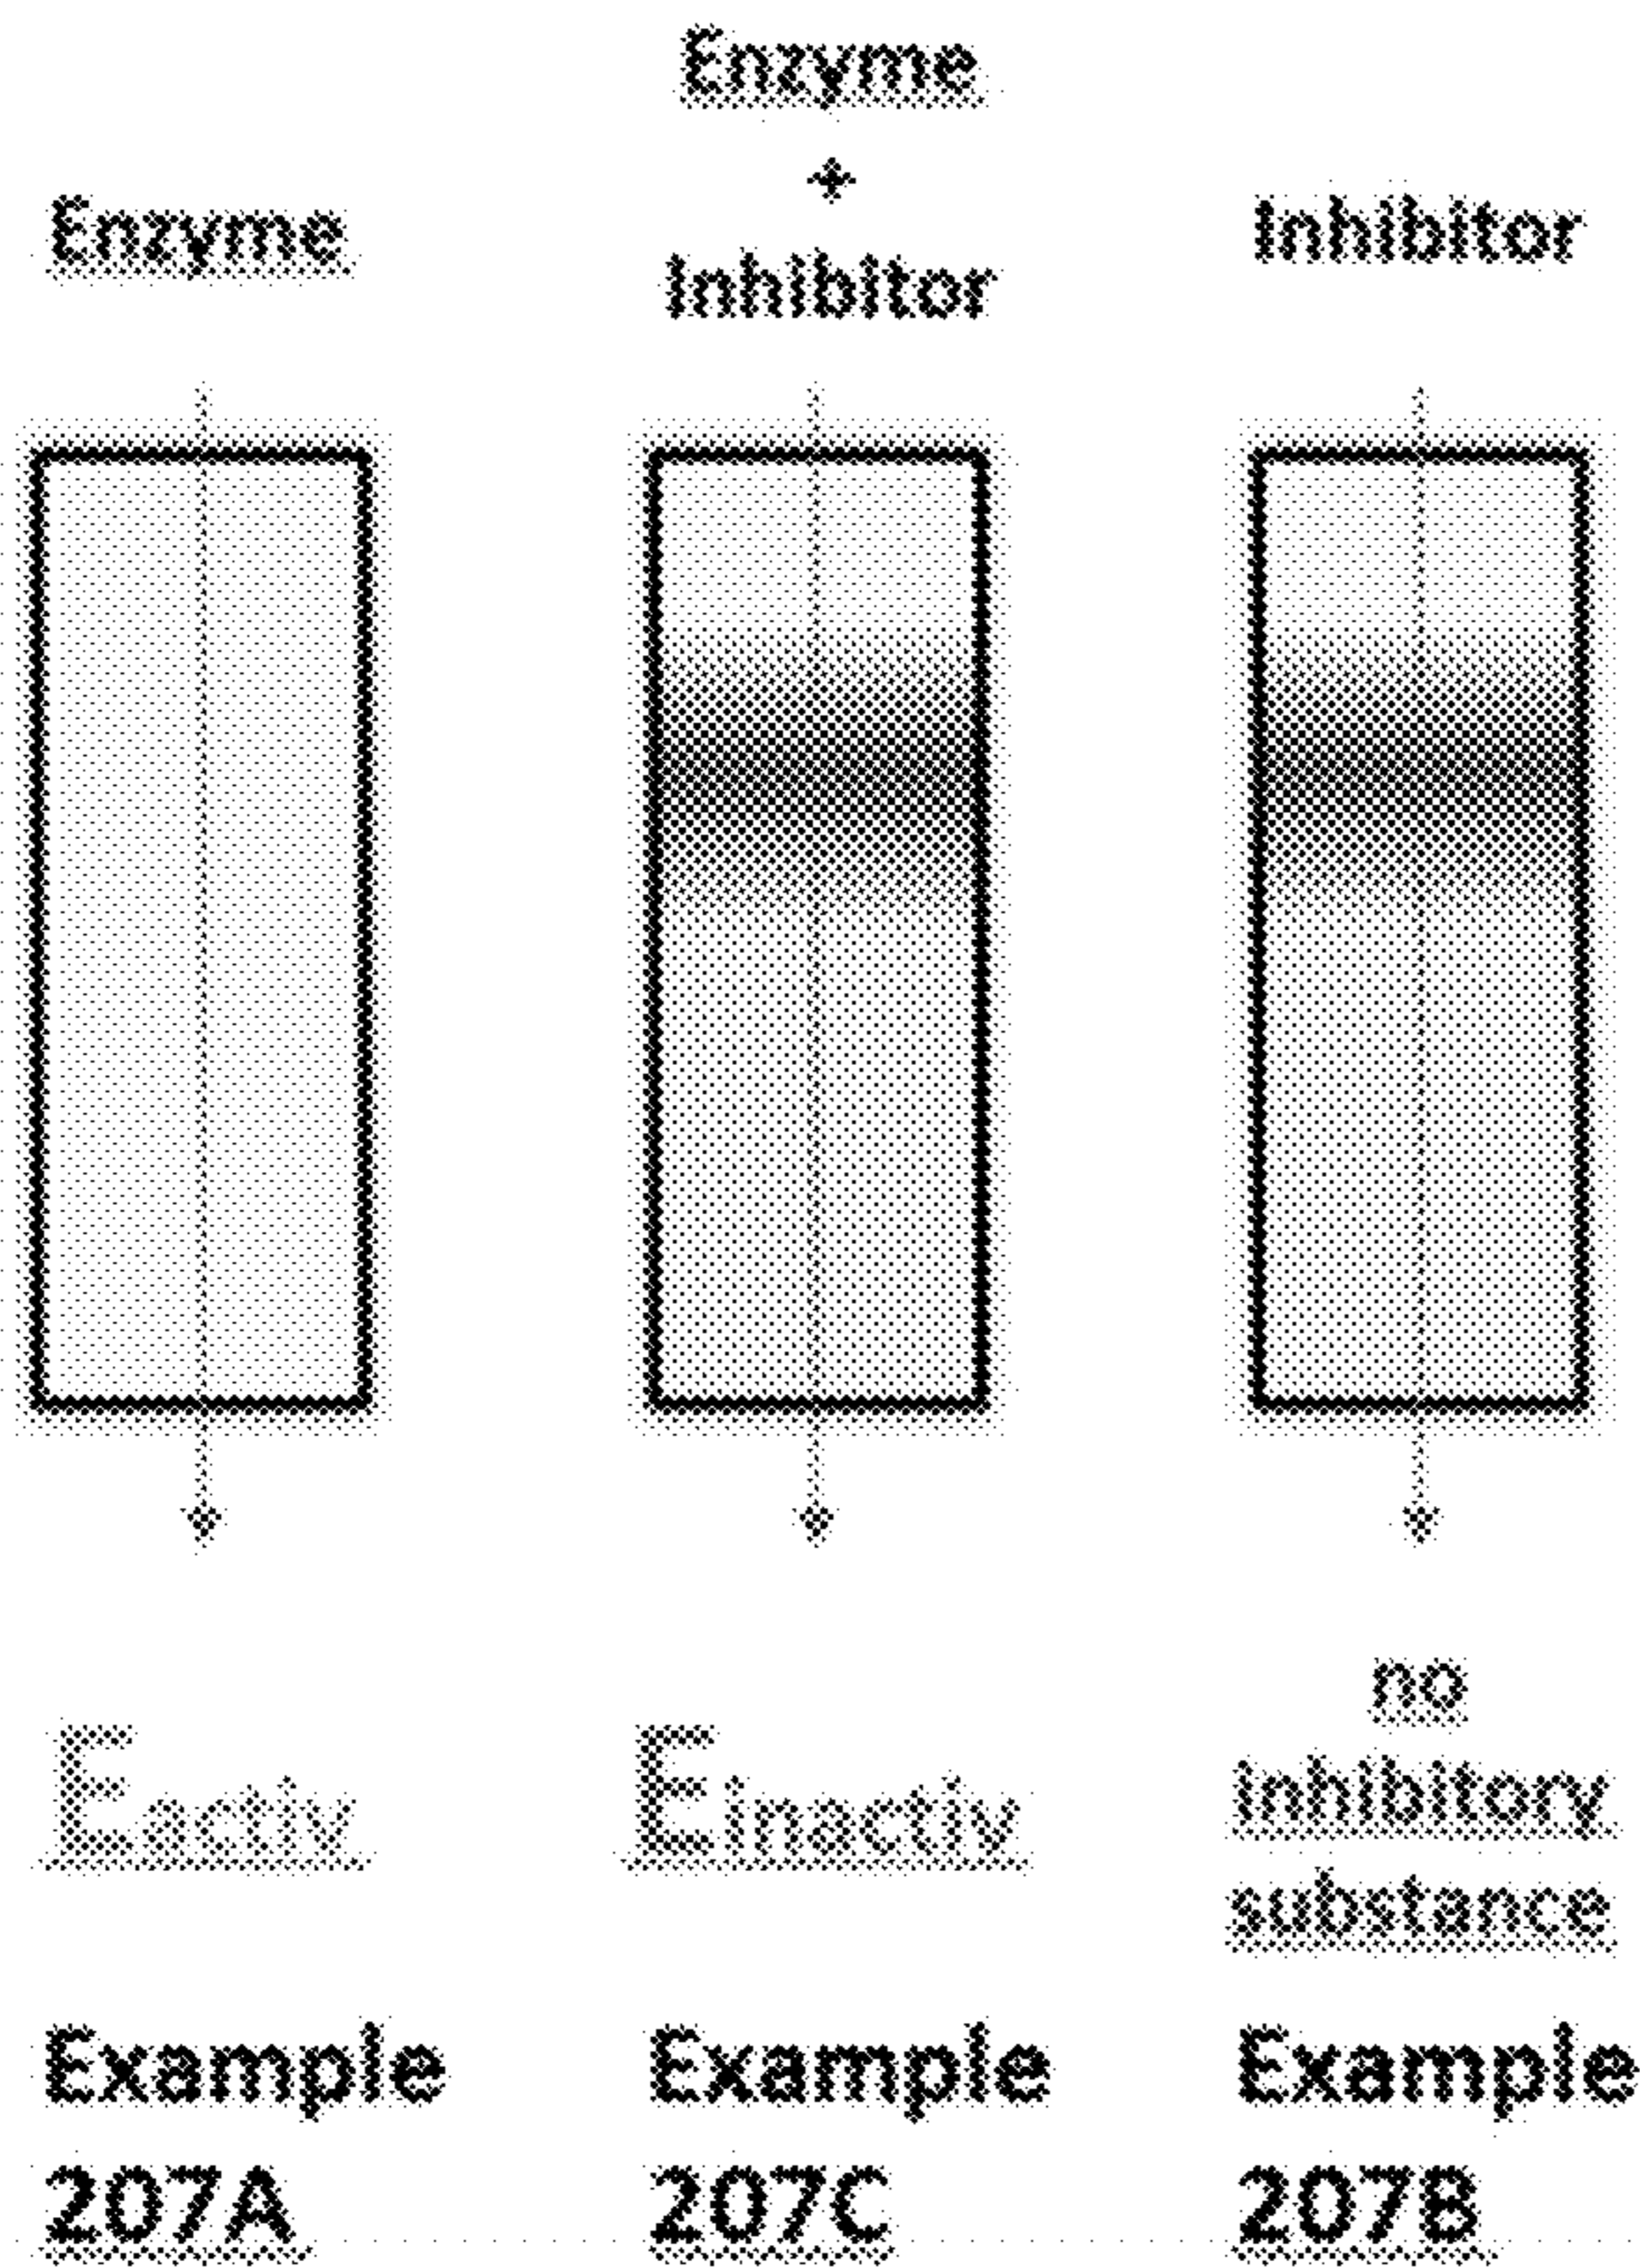 Enzyme
Enzyme
+
Inhibitor
Inhibitor
Eactiv
Einactiv
no
inhibitory
substance
Example
207A
Example
207C
Example
207B